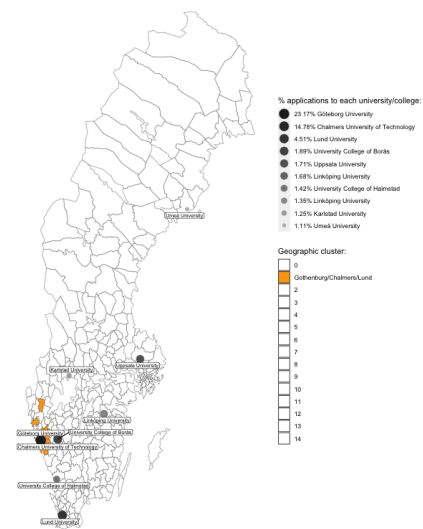 % applications to each university/college:
23.17% Göteborg University
14.78% Chalmers University of Technology
4.51% Lund University
1.89% University College of Borås
1.71% Uppsala University
1.68% Linköping University
1.42% University College of Halmstad
1.35% Linköping University
1.25% Karlstad University
1.11% Umeå University
Umeå University
Geographic cluster:
0
Gothenburg/Chalmers/Lund
2
3
4
5
6
7
8
9
10
11
12
13
14
Uppsala University
Karlstad University
Linköping University
Göteborg University
University College of Borås
Chalmers University of Technology
University College of Halmstad
Lund University